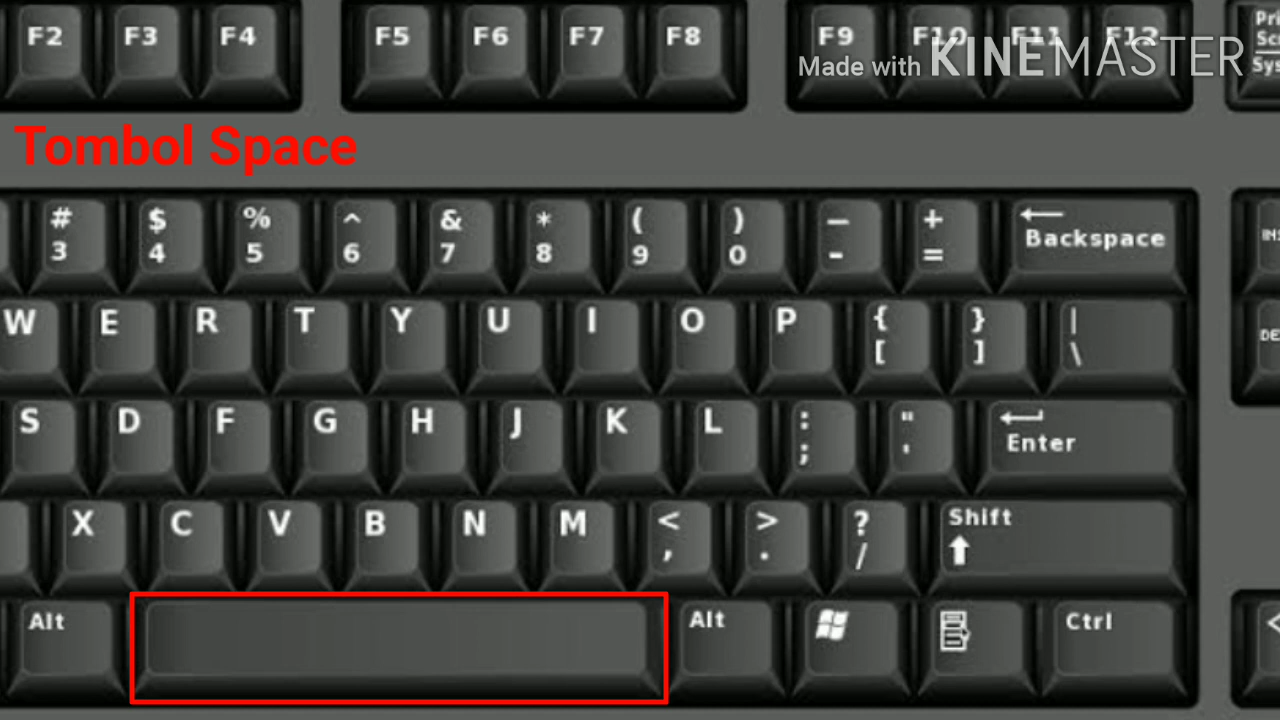 F2 F3 F4 F5 F6 F7 F8 F9 F10 F11 F12
Made with KINEMASTER
Tombol Space
# $ % ^ & * ( ) — +
3 4 5 6 7 8 9 0 - =
Backspace
W E R T Y U I O P { } |
[ ] \
S D F G H J K L : "
; '
Enter
X C V B N M < > ?
, . /
Shift
Alt Alt Ctrl